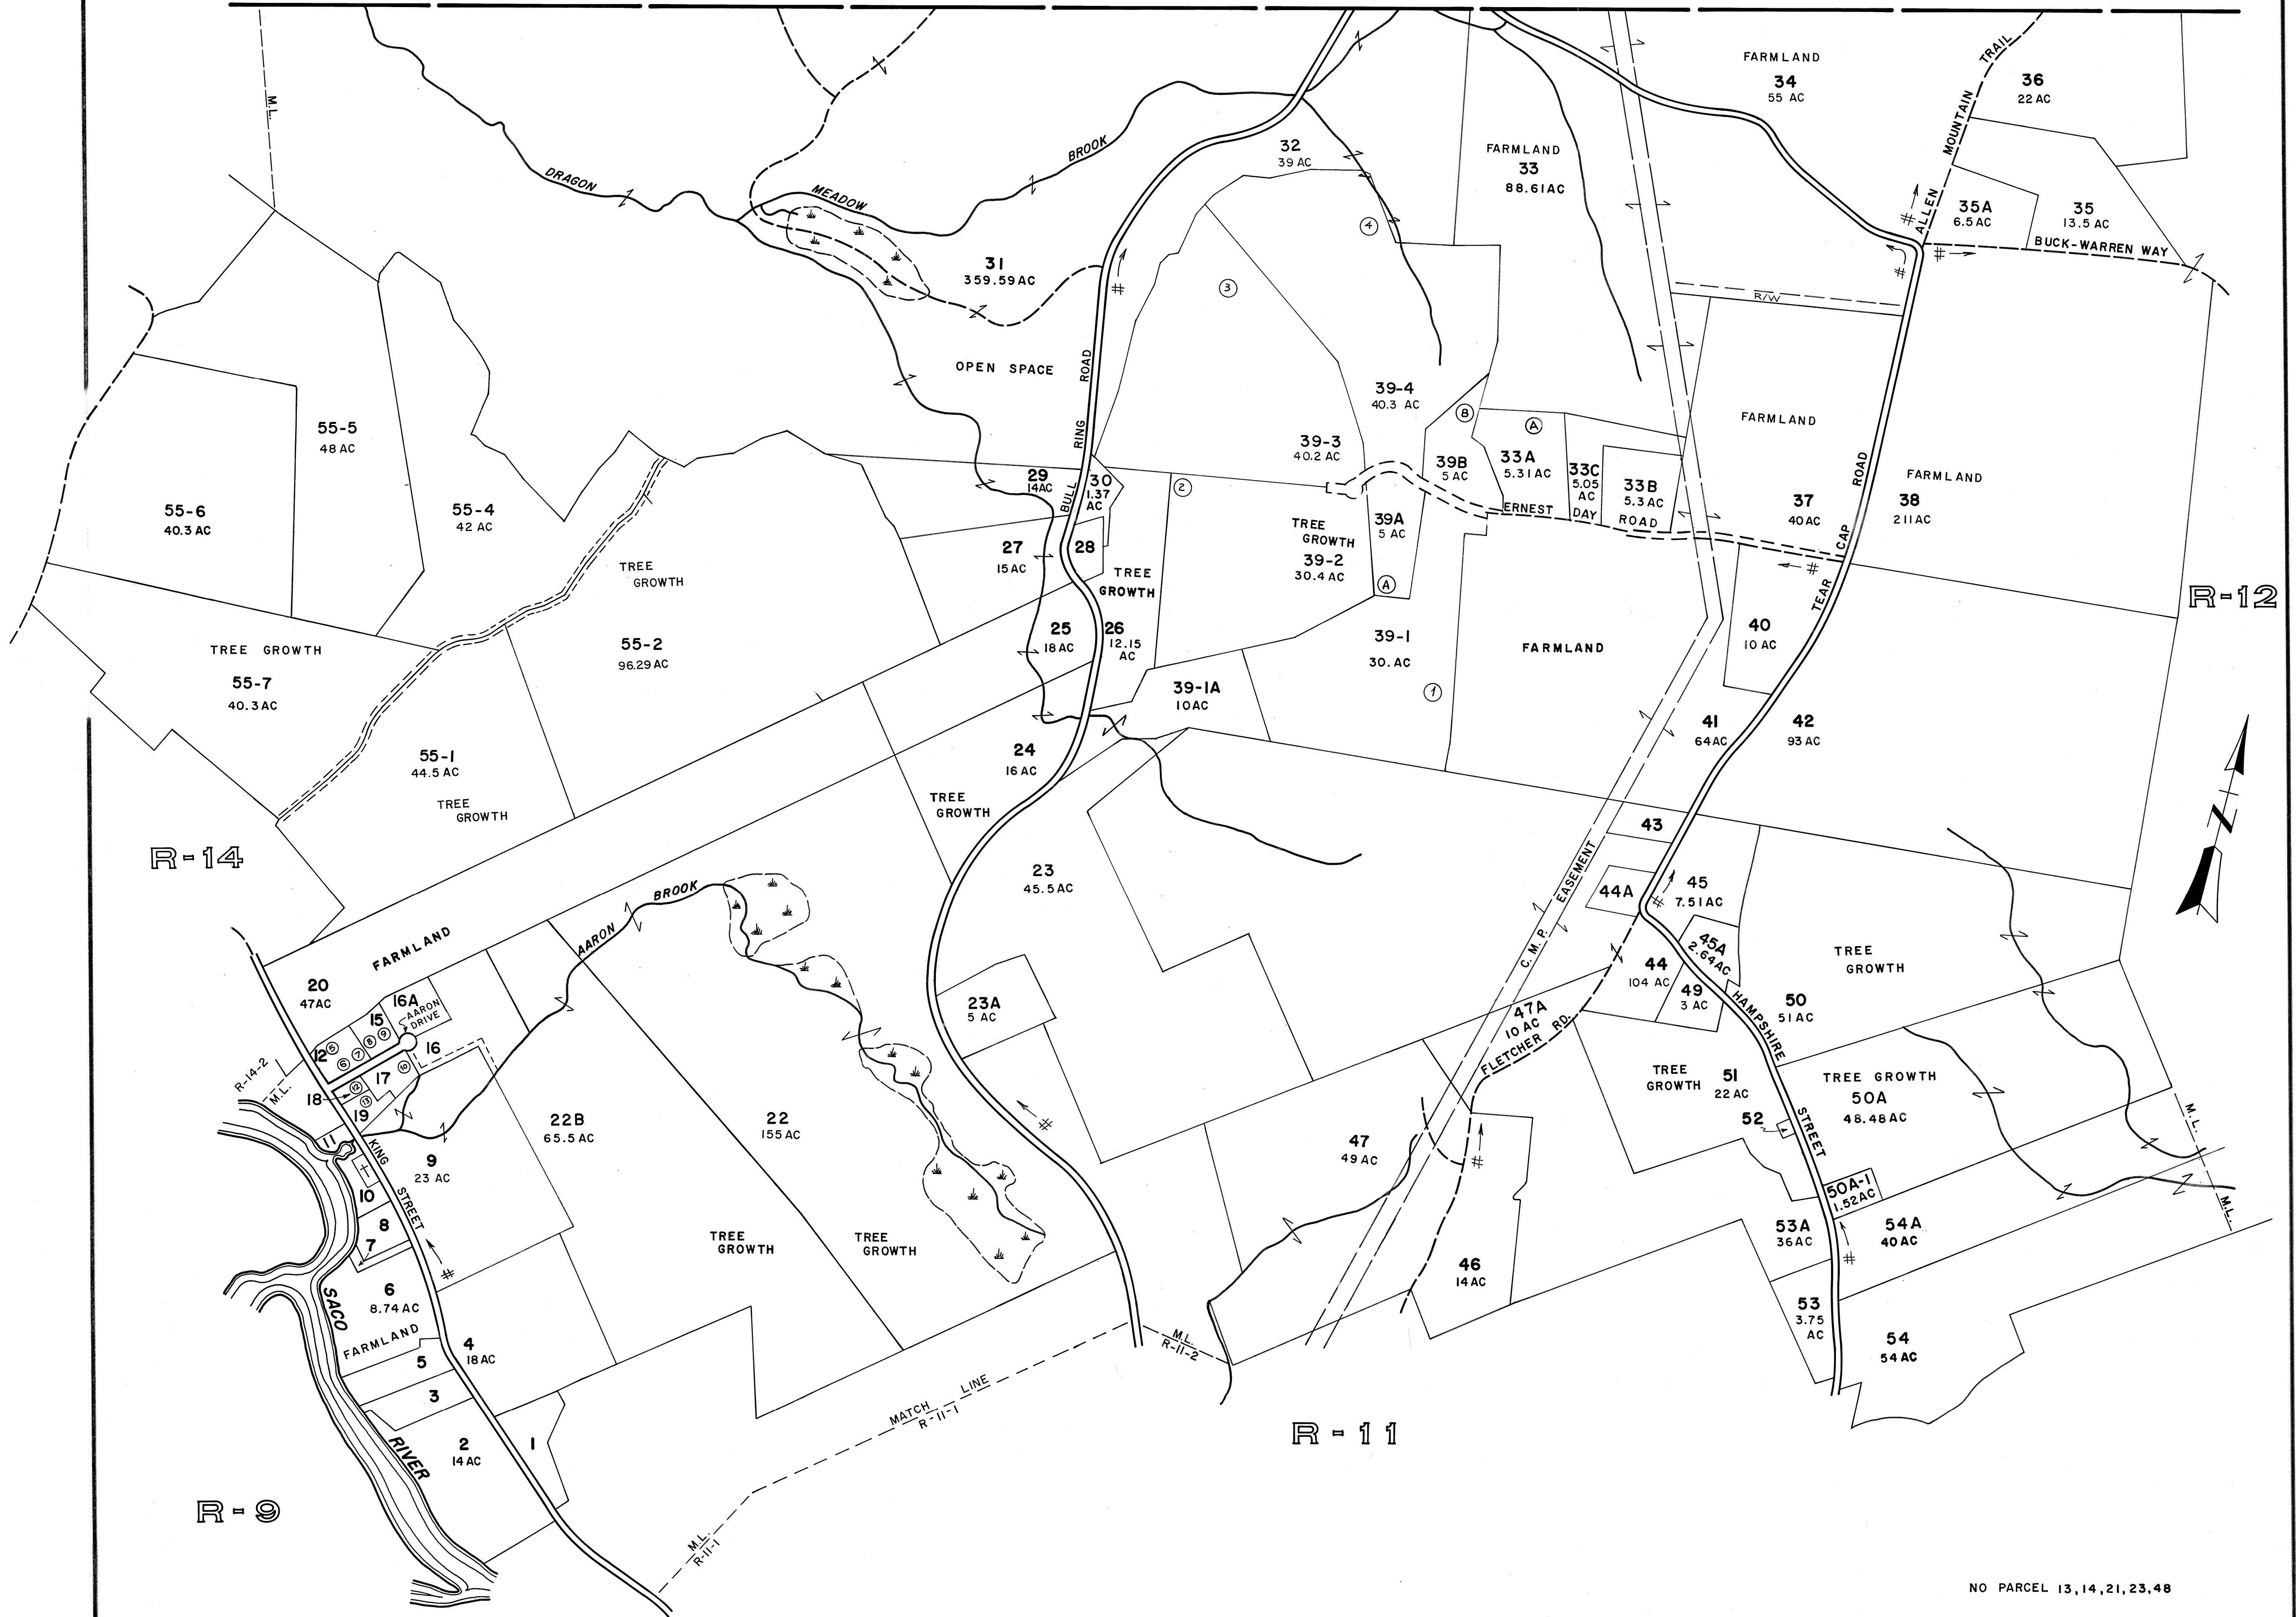 M.L.
DRAGON
MEADOW
BROOK
31
359.59 AC
OPEN SPACE
BULL RING ROAD
32
39 AC
FARMLAND
33
88.61 AC
FARMLAND
34
55 AC
ALLEN MOUNTAIN TRAIL
36
22 AC
35A
6.5 AC
35
13.5 AC
BUCK-WARREN WAY
R/W
4
3
55-6
40.3 AC
55-5
48 AC
55-4
42 AC
TREE GROWTH
55-7
40.3 AC
TREE
GROWTH
55-2
96.29 AC
55-1
44.5 AC
TREE
GROWTH
R-14
29
14 AC
30
1.37
AC
27
15 AC
28
TREE
GROWTH
25
18 AC
26
12.15
AC
24
16 AC
TREE
GROWTH
2
39-3
40.2 AC
39-4
40.3 AC
TREE
GROWTH
39-2
30.4 AC
39A
5 AC
A
39B
5 AC
B
33A
5.31 AC
A
33C
5.05
AC
33B
5.3 AC
ERNEST DAY ROAD
39-1
30. AC
1
39-1A
10 AC
FARMLAND
FARMLAND
37
40 AC
FARMLAND
38
211 AC
TEAR CAP ROAD
R-12
40
10 AC
41
64 AC
42
93 AC
C. M. P. EASEMENT
43
44A
45
7.51 AC
45A
2.64 AC
44
104 AC
49
3 AC
TREE
GROWTH
50
51 AC
HAMPSHIRE STREET
47A
10 AC
FLETCHER RD.
TREE
GROWTH
51
22 AC
52
TREE GROWTH
50A
48.48 AC
50A-1
1.52 AC
M.L.
M.L.
53A
36 AC
54A
40 AC
53
3.75
AC
54
54 AC
47
49 AC
46
14 AC
23
45.5 AC
23A
5 AC
FARMLAND
20
47 AC
AARON BROOK
16A
AARON
DRIVE
15
12
5
6
7
8
9
16
17
10
12
13
18
19
11
R-14-2
M.L.
KING STREET
22B
65.5 AC
22
155 AC
TREE
GROWTH
TREE
GROWTH
9
23 AC
10
8
7
6
8.74 AC
FARMLAND
5
4
18 AC
3
2
14 AC
1
SACO RIVER
R-9
MATCH LINE
R-11-1
M.L.
R-11-1
M.L.
R-11-2
R-11
NO PARCEL 13,14,21,23,48